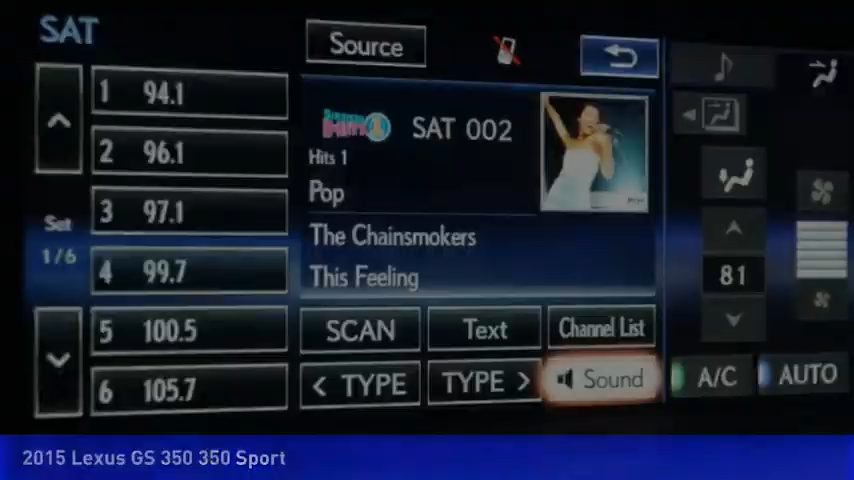 SAT
Source
1 94.1
2 96.1
3 97.1
4 99.7
5 100.5
6 105.7
Set
1/6
Hits 1
SAT 002
Hits 1
Pop
The Chainsmokers
This Feeling
SCAN
Text
Channel List
< TYPE
TYPE >
Sound
81
A/C
AUTO
2015 Lexus GS 350 350 Sport